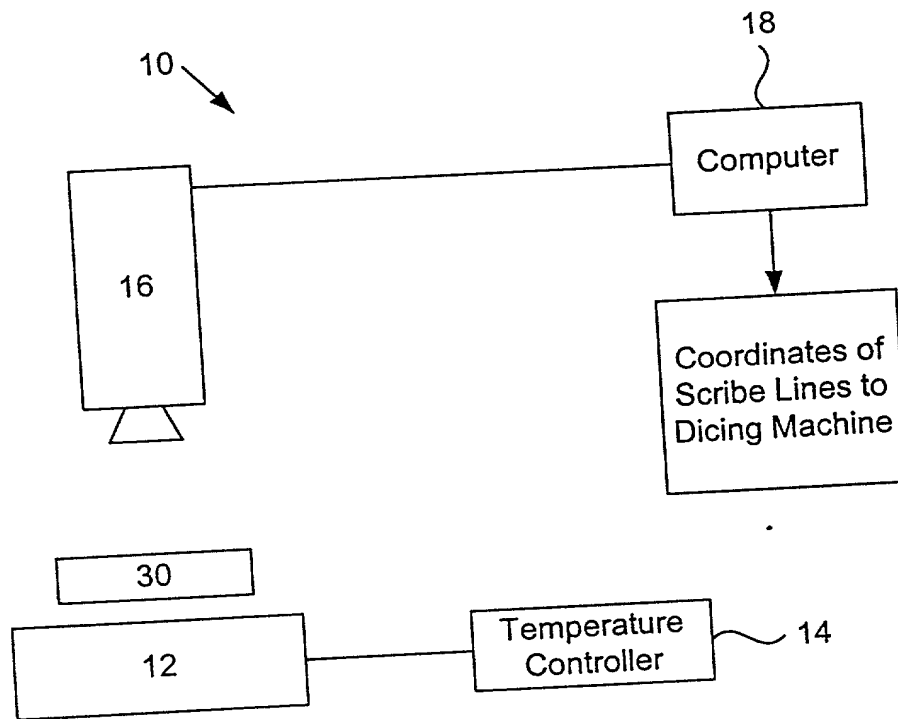 18
10
Computer
16
Coordinates of
Scribe Lines to
Dicing Machine
30
12
Temperature
Controller
14